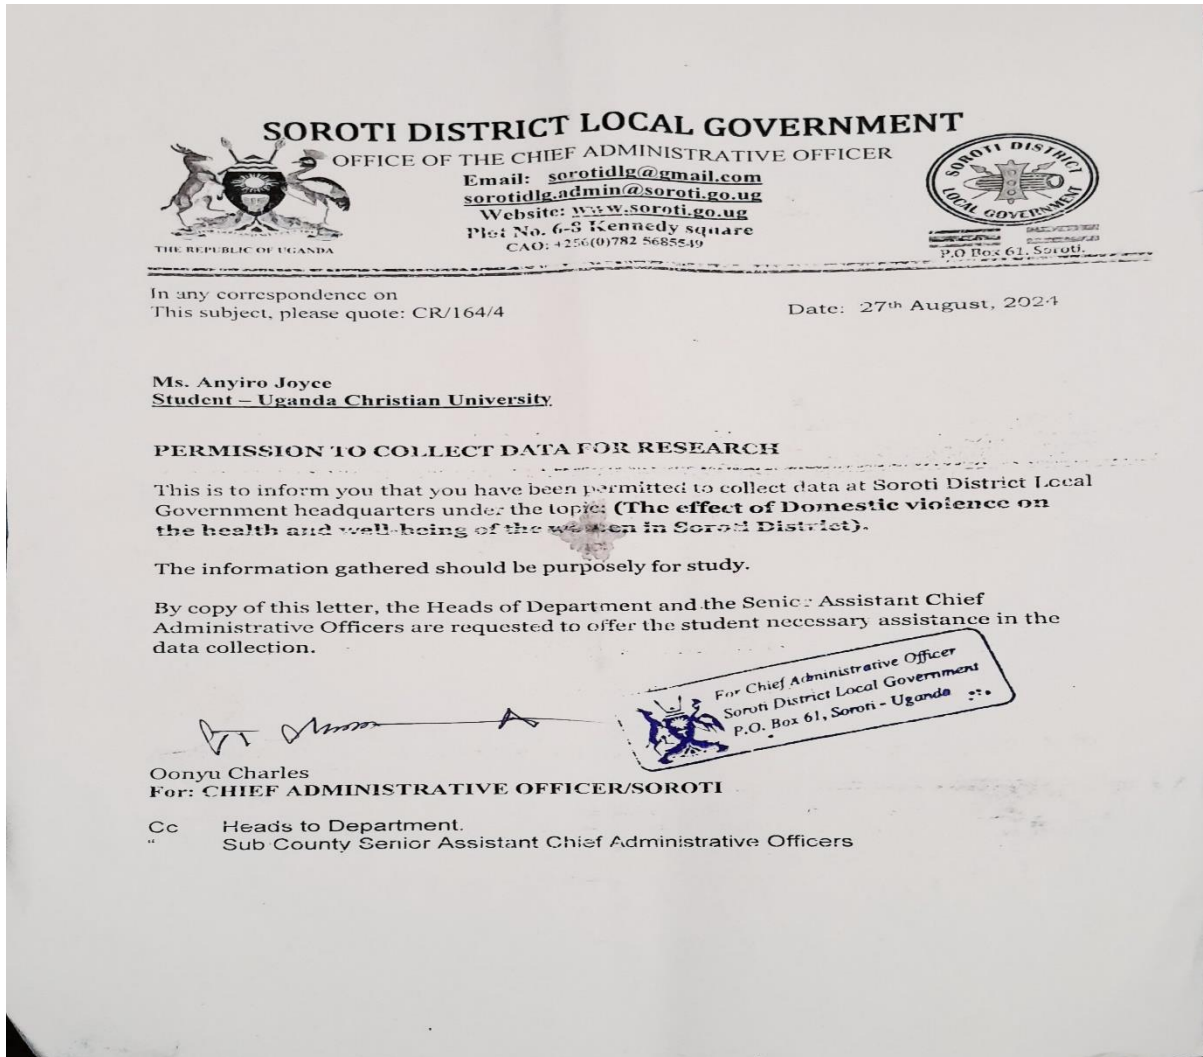 SOROTI DISTRICT LOCAL GOVERNMENT
OFFICE OF THE CHIEF ADMINISTRATIVE OFFICER
Email: sorotidlg@gmail.com
sorotidlg.admin@soroti.go.ug
Website: www.soroti.go.ug
Plot No. 6-8 Kennedy square
CAO: +256(0)782 5685549
THE REPUBLIC OF UGANDA
SOROTI DISTRICT
LOCAL GOVERNMENT
P.O Box 61, Soroti.
In any correspondence on
This subject, please quote: CR/164/4
Date: 27th August, 2024
Ms. Anyiro Joyce
Student – Uganda Christian University
PERMISSION TO COLLECT DATA FOR RESEARCH
This is to inform you that you have been permitted to collect data at Soroti District Local
Government headquarters under the topic: (The effect of Domestic violence on
the health and well-being of the women in Soroti District).
The information gathered should be purposely for study.
By copy of this letter, the Heads of Department and the Senior Assistant Chief
Administrative Officers are requested to offer the student necessary assistance in the
data collection.
For Chief Administrative Officer
Soroti District Local Government
P.O. Box 61, Soroti - Uganda
Oonyu Charles
For: CHIEF ADMINISTRATIVE OFFICER/SOROTI
Cc Heads to Department.
" Sub County Senior Assistant Chief Administrative Officers